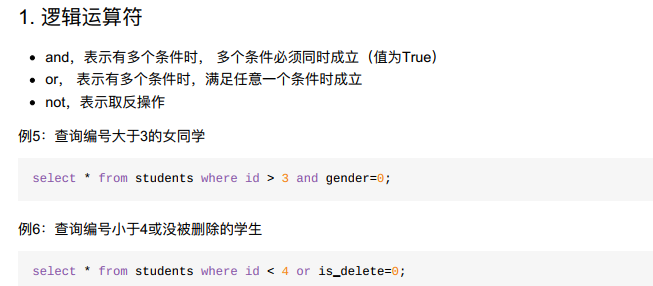 1. 逻辑运算符
and，表示有多个条件时， 多个条件必须同时成立（值为True）
or， 表示有多个条件时，满足任意一个条件时成立
not，表示取反操作
例5：查询编号大于3的女同学
select * from students where id > 3 and gender=0;
例6：查询编号小于4或没被删除的学生
select * from students where id < 4 or is_delete=0;